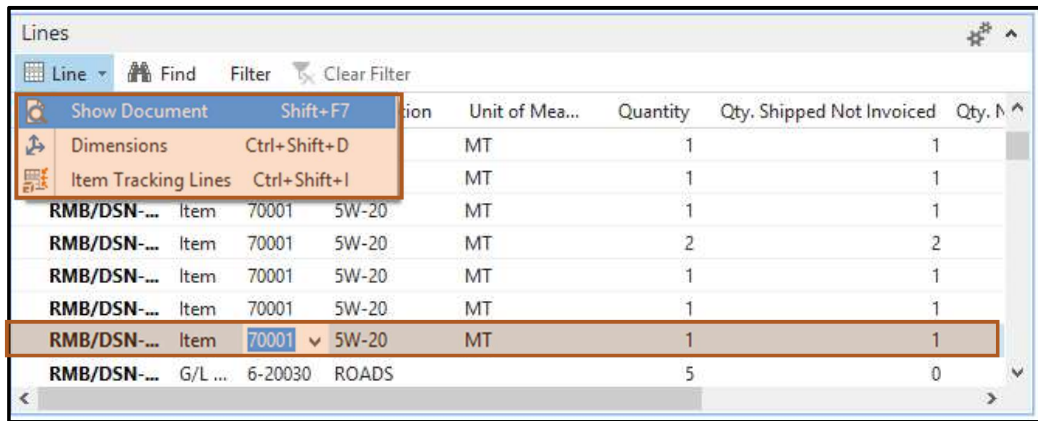 Lines
Line Find Filter Clear Filter
Show Document Shift+F7 tion Unit of Mea... Quantity Qty. Shipped Not Invoiced Qty. N
Dimensions Ctrl+Shift+D MT 1 1
Item Tracking Lines Ctrl+Shift+I MT 1 1
RMB/DSN-... Item 70001 5W-20 MT 1 1
RMB/DSN-... Item 70001 5W-20 MT 2 2
RMB/DSN-... Item 70001 5W-20 MT 1 1
RMB/DSN-... Item 70001 5W-20 MT 1 1
RMB/DSN-... Item 70001 5W-20 MT 1 1
RMB/DSN-... G/L ... 6-20030 ROADS 5 0